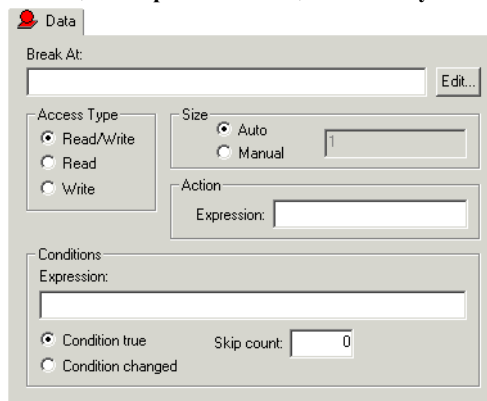 Data
Break At:
Edit...
Access Type
Read/Write
Read
Write
Size
Auto
Manual
1
Action
Expression:
Conditions
Expression:
Condition true
Condition changed
Skip count: 0